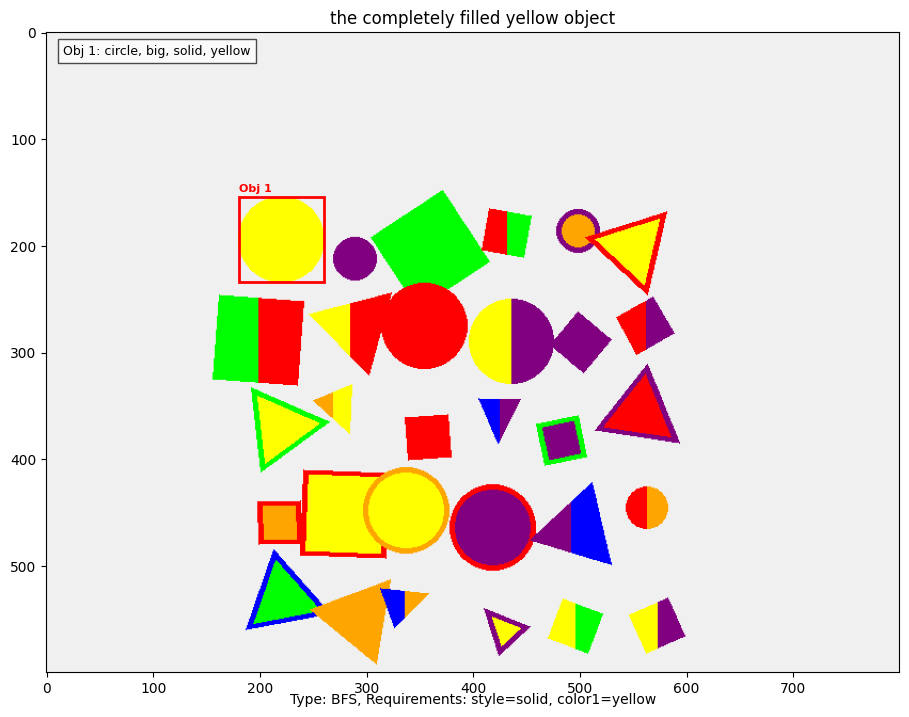 the completely filled yellow object
0
Obj 1: circle, big, solid, yellow
100
Obj 1
200
300
400
500
0 100 200 300 400 500 600 700
Type: BFS, Requirements: style=solid, color1=yellow